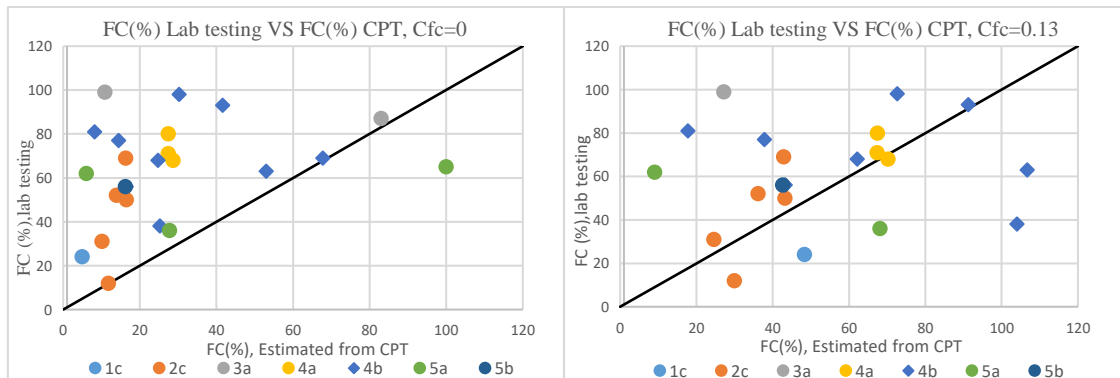 FC(%) Lab testing VS FC(%) CPT, Cfc=0
120
100
80
60
40
20
0
FC (%),lab testing
0 20 40 60 80 100 120
FC(%), Estimated from CPT
1c 2c 3a 4a 4b 5a 5b
FC(%) Lab testing VS FC(%) CPT, Cfc=0.13
120
100
80
60
40
20
0
FC (%),lab testing
0 20 40 60 80 100 120
FC(%), Estimated from CPT
1c 2c 3a 4a 4b 5a 5b